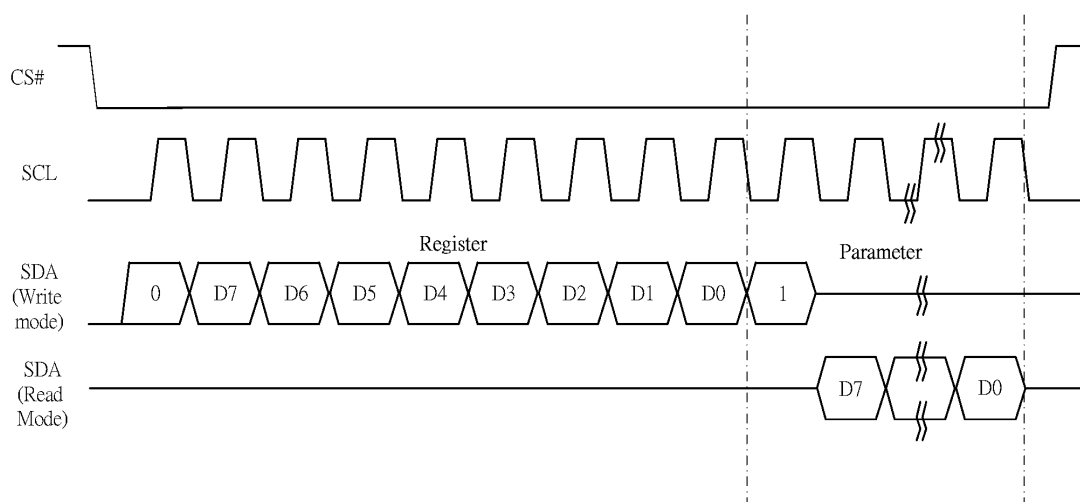 CS#
SCL
Register
Parameter
SDA
(Write
mode)
0 D7 D6 D5 D4 D3 D2 D1 D0 1
SDA
(Read
Mode)
D7 D0